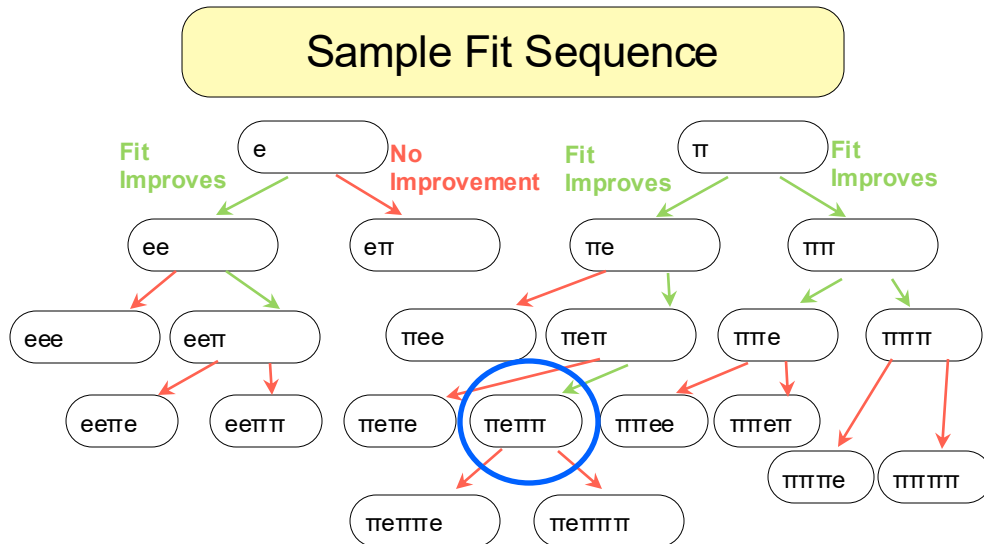 Sample Fit Sequence
e
π
Fit
Improves
No
Improvement
Fit
Improves
Fit
Improves
ee
eπ
πe
ππ
eee
eeπ
πee
πeπ
ππe
πππ
eeπe
eeππ
πeπe
πeππ
ππee
ππeπ
πππe
ππππ
πeππe
πeπππ